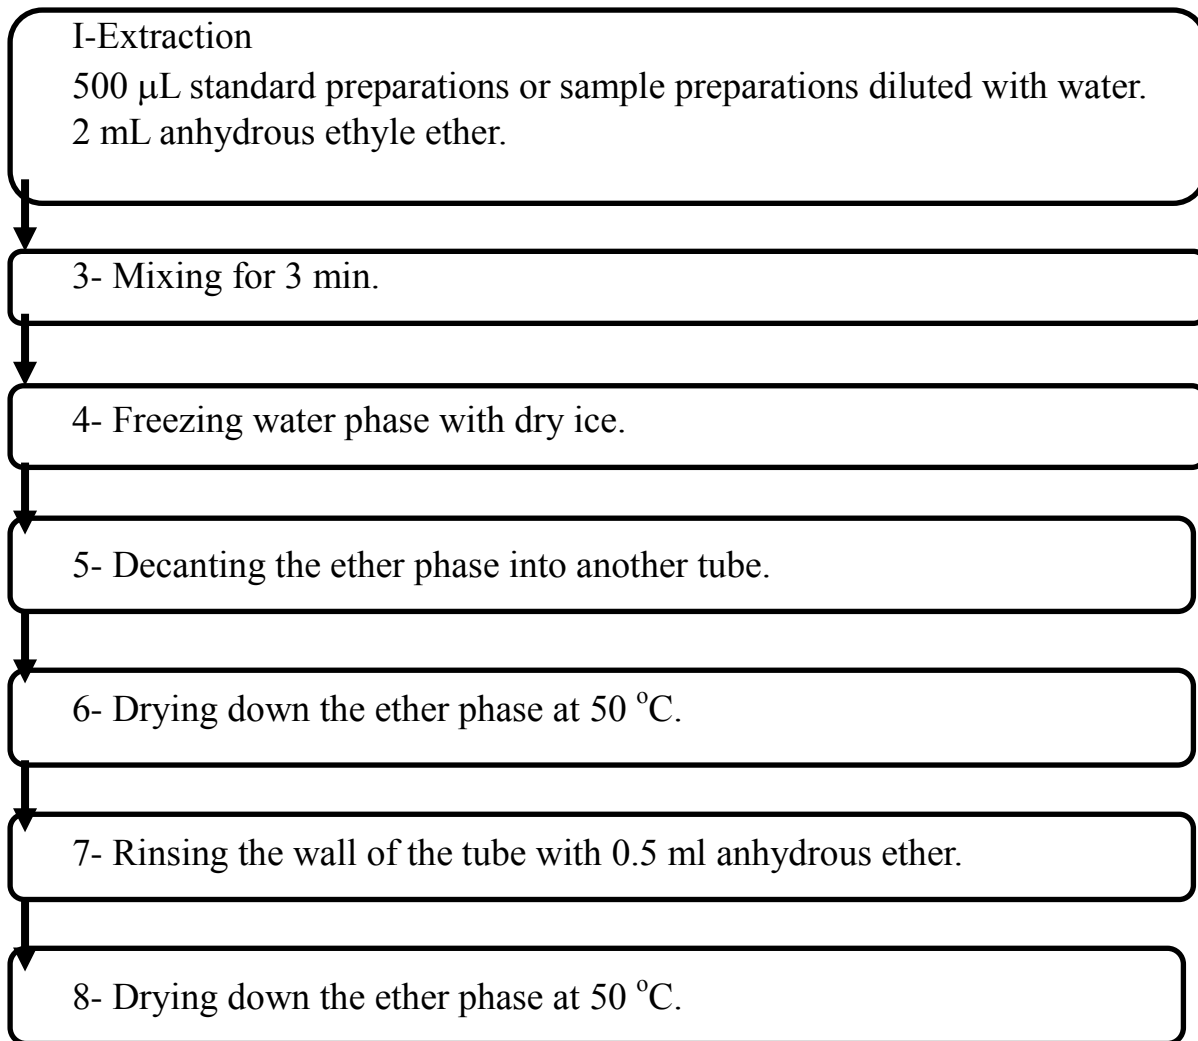 I-Extraction
500 μL standard preparations or sample preparations diluted with water.
2 mL anhydrous ethyle ether.
3- Mixing for 3 min.
4- Freezing water phase with dry ice.
5- Decanting the ether phase into another tube.
6- Drying down the ether phase at 50 °C.
7- Rinsing the wall of the tube with 0.5 ml anhydrous ether.
8- Drying down the ether phase at 50 °C.